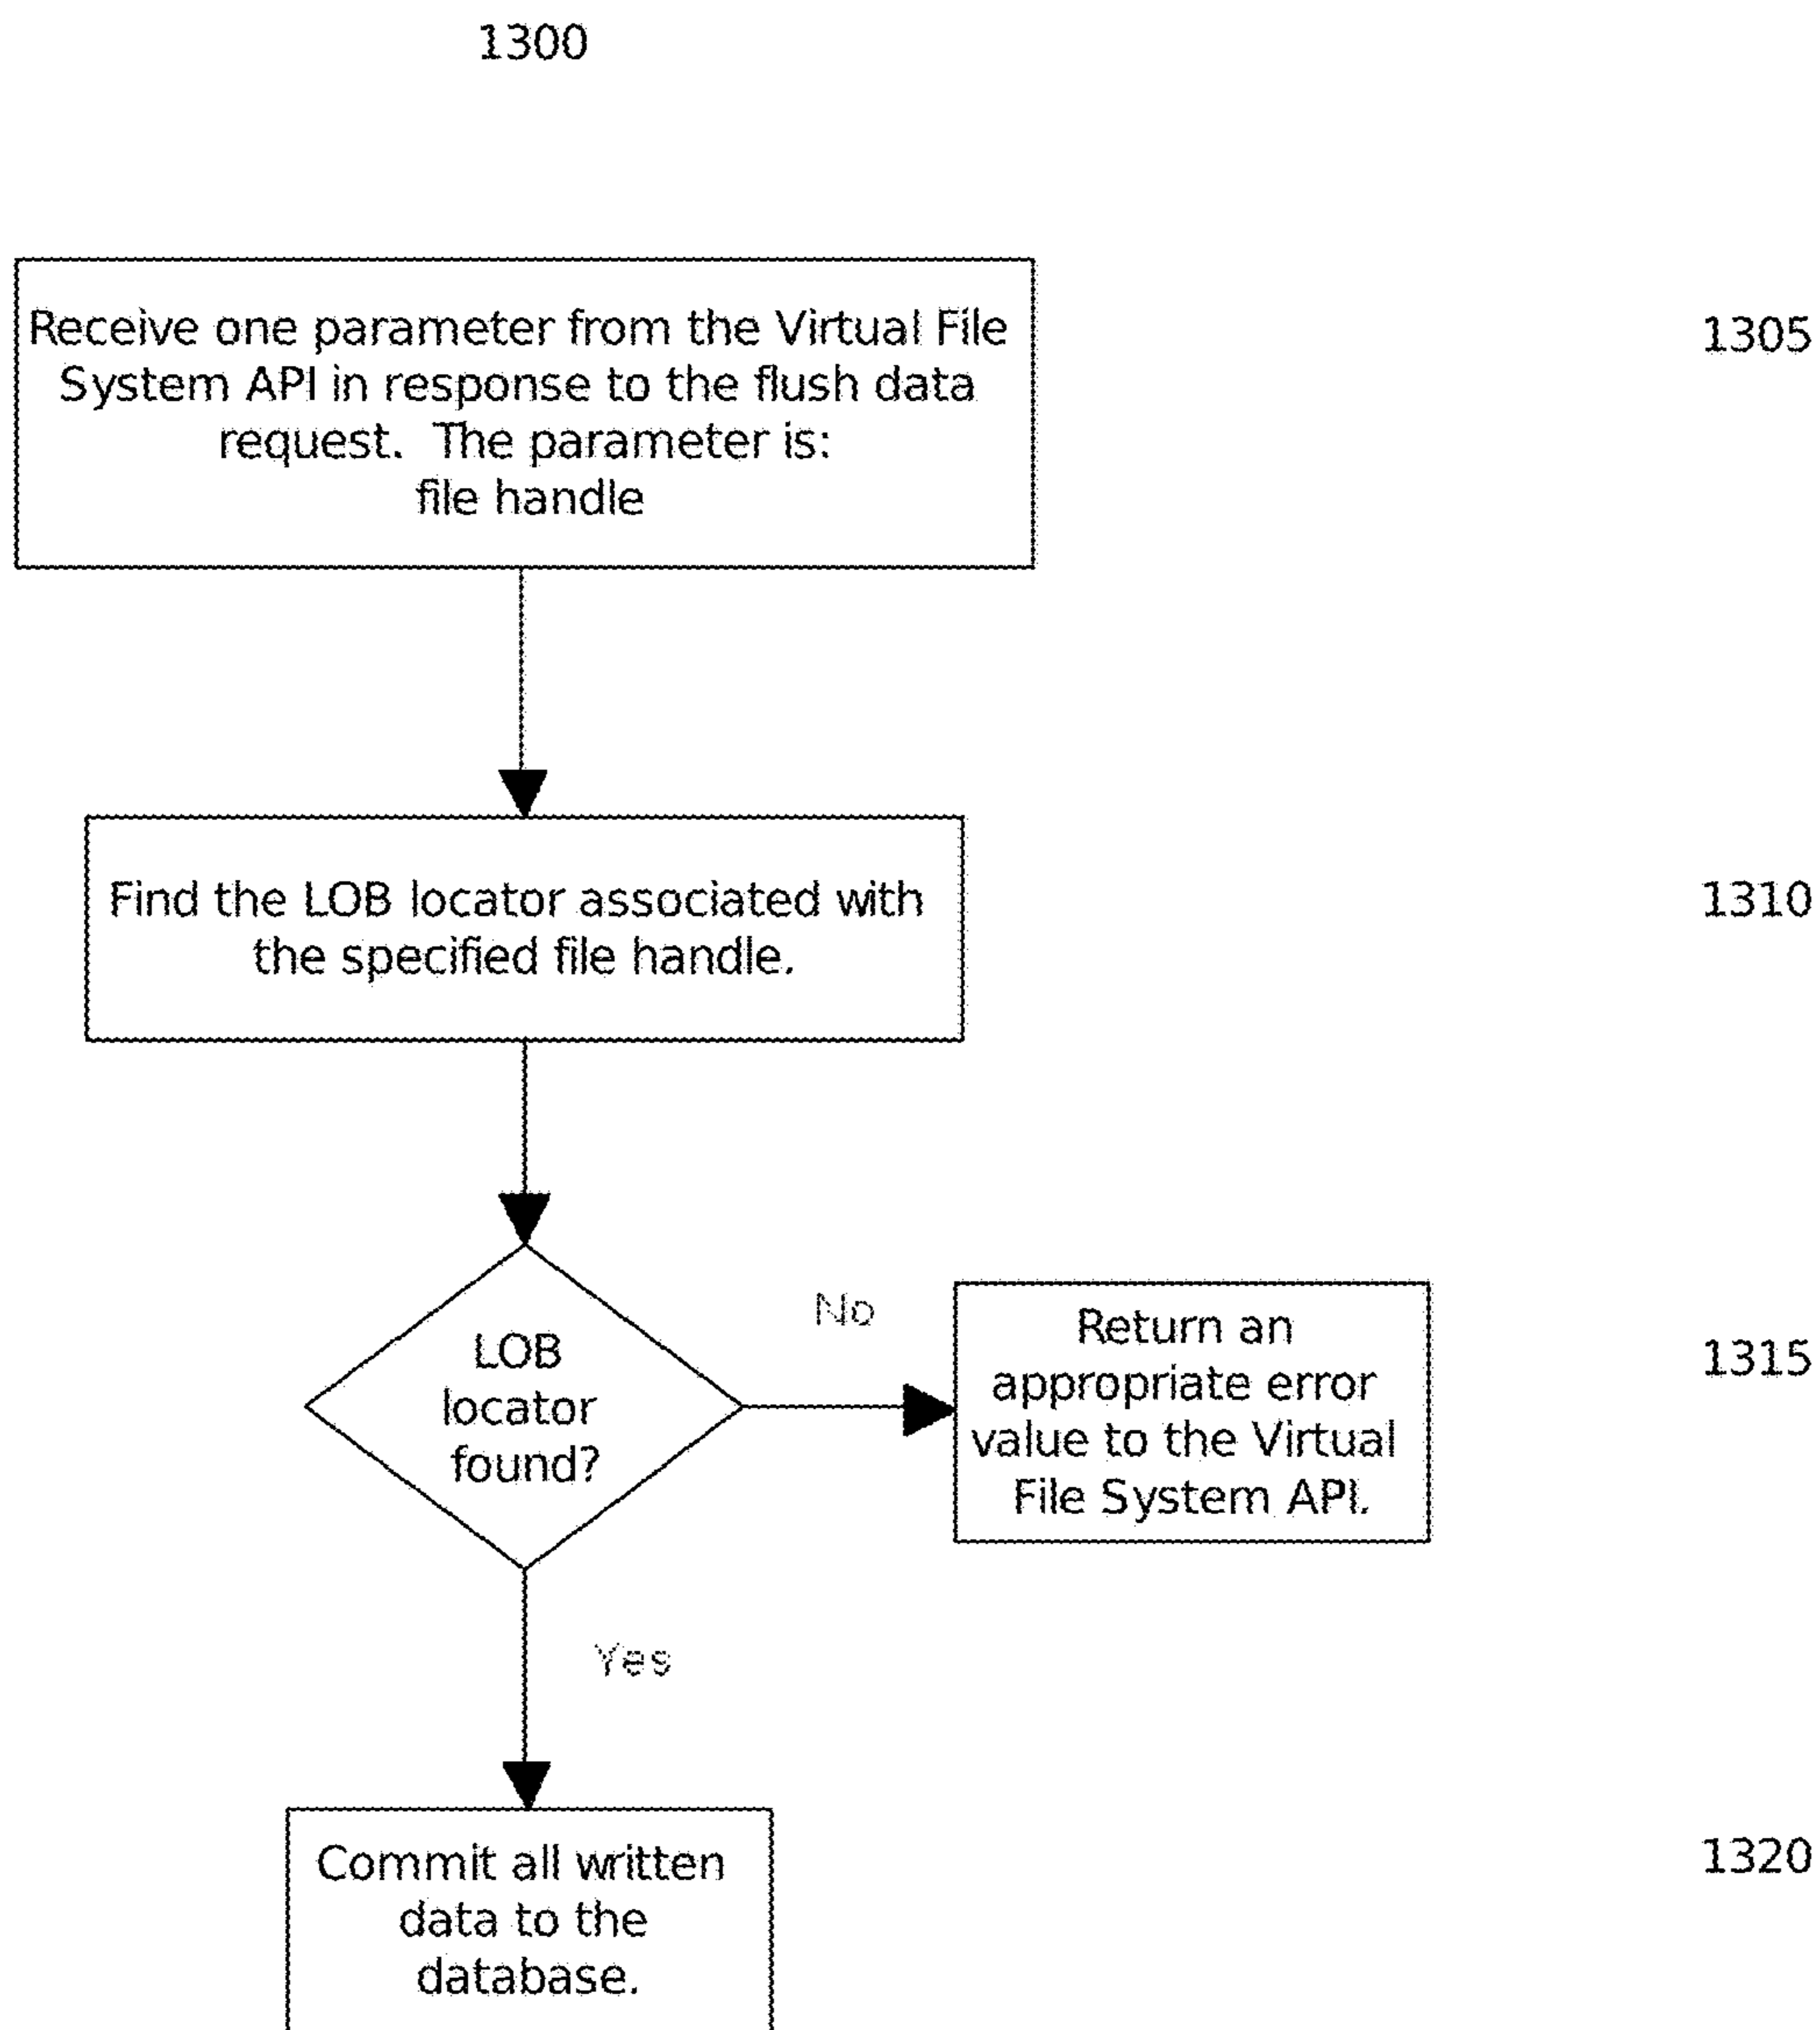 1300
Receive one parameter from the Virtual File
System API in response to the flush data
request.  The parameter is:
file handle
1305
Find the LOB locator associated with
the specified file handle.
1310
LOB
locator
found?
No
Return an
appropriate error
value to the Virtual
File System API.
1315
Yes
Commit all written
data to the
database.
1320